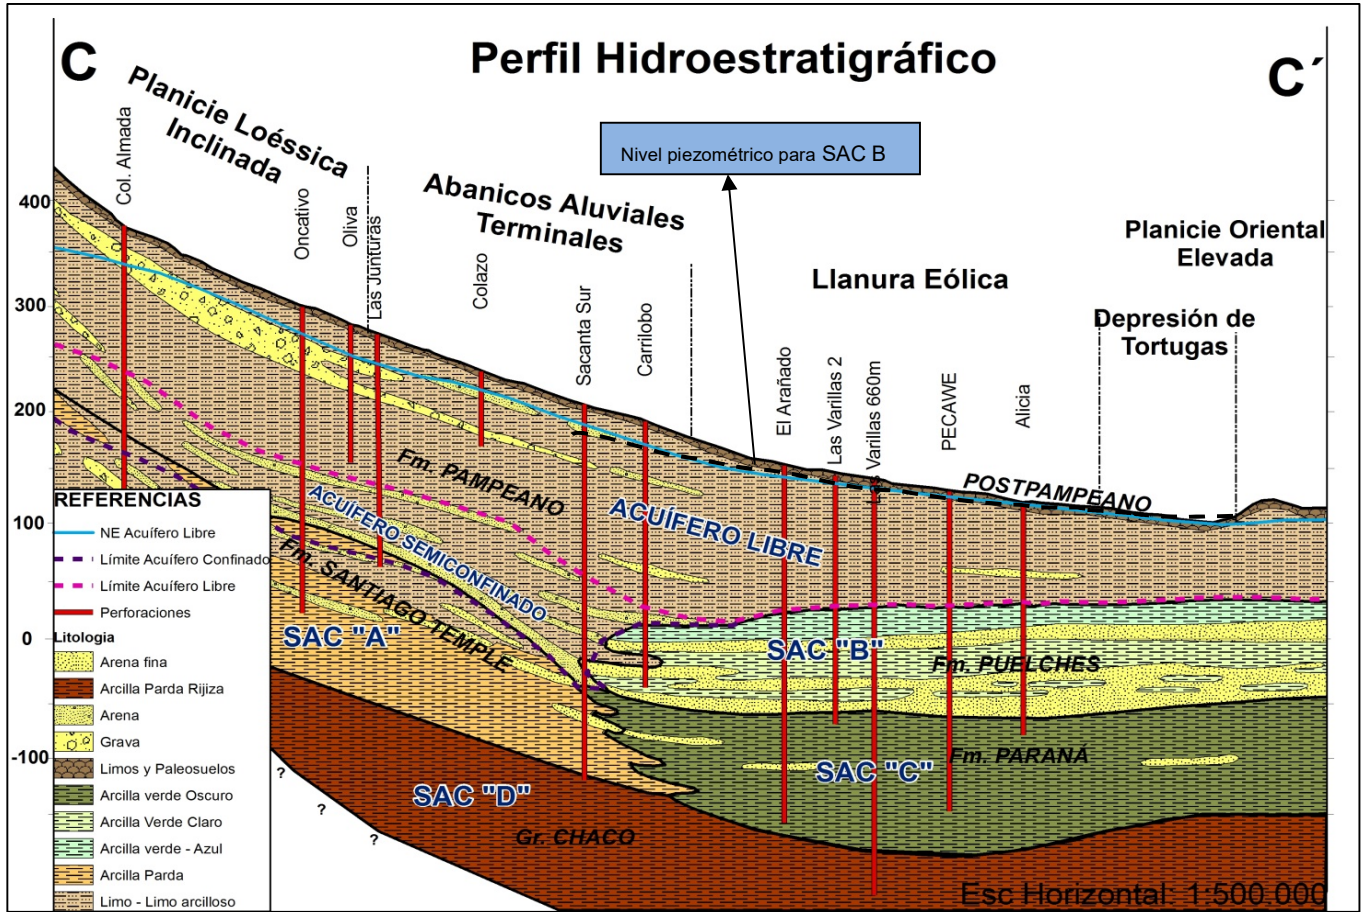 C
Perfil Hidroestratigráfico
C´
Planicie Loéssica
Inclinada
Nivel piezométrico para SAC B
Abanicos Aluviales
Terminales
Planicie Oriental
Elevada
Llanura Eólica
Depresión de
Tortugas
Col. Almada
Oncativo
Oliva
Las Junturas
Colazo
Sacanta Sur
Carrilobo
El Arañado
Las Varillas 2
Varillas 660m
PECAWE
Alicia
400
300
200
100
0
-100
Fm. PAMPEANO
POSTPAMPEANO
ACUÍFERO LIBRE
ACUÍFERO SEMICONFINADO
Fm. SANTIAGO TEMPLE
SAC "A"
SAC "B"
Fm. PUELCHES
Fm. PARANÁ
SAC "C"
SAC "D"
Gr. CHACO
?
?
?
REFERENCIAS
NE Acuífero Libre
Límite Acuífero Confinado
Límite Acuífero Libre
Perforaciones
Litologia
Arena fina
Arcilla Parda Rijiza
Arena
Grava
Limos y Paleosuelos
Arcilla verde Oscuro
Arcilla Verde Claro
Arcilla verde - Azul
Arcilla Parda
Limo - Limo arcilloso
Esc Horizontal: 1:500.000